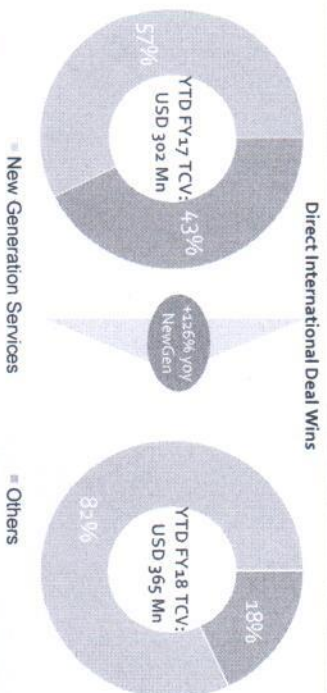 Direct International Deal Wins
43%
YTD FY17 TCV:
USD 302 Mn
57%
+126% yoy
NewGen
18%
YTD FY18 TCV:
USD 365 Mn
82%
New Generation Services
Others